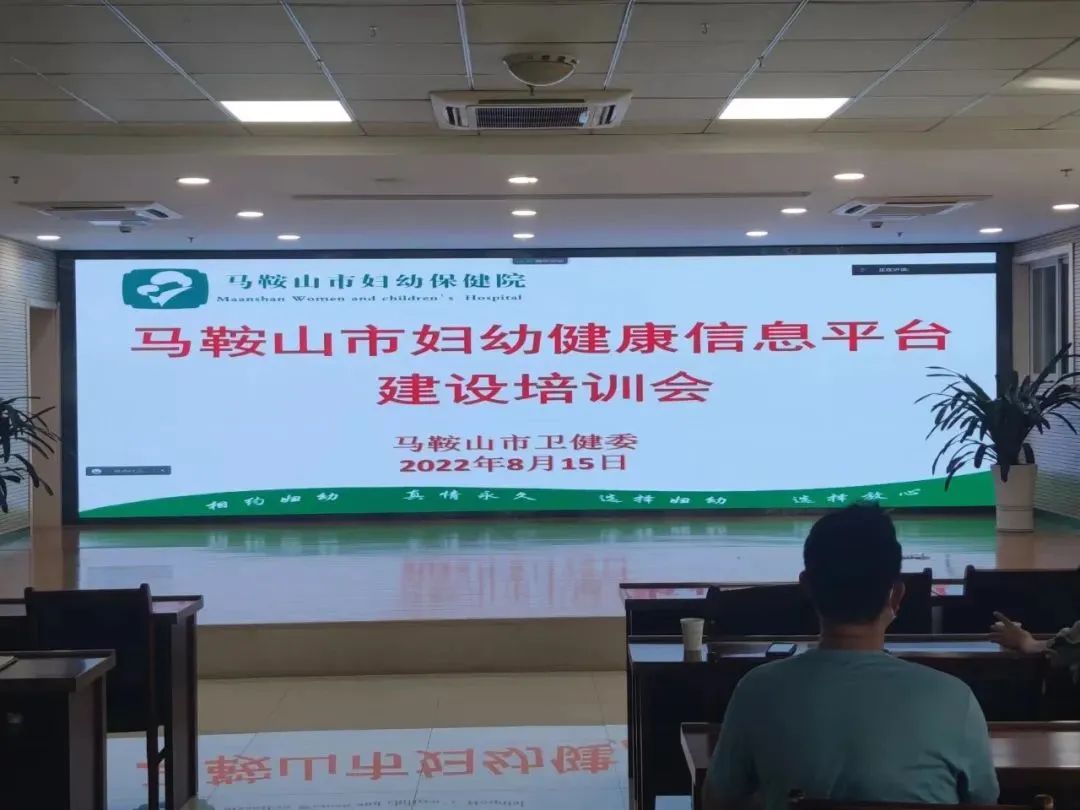 马鞍山市妇幼保健院
Maanshan Women and children's Hospital
马鞍山市妇幼健康信息平台
建设培训会
马鞍山市卫健委
2022年8月15日
相约妇幼 真情永久 选择妇幼 选择放心